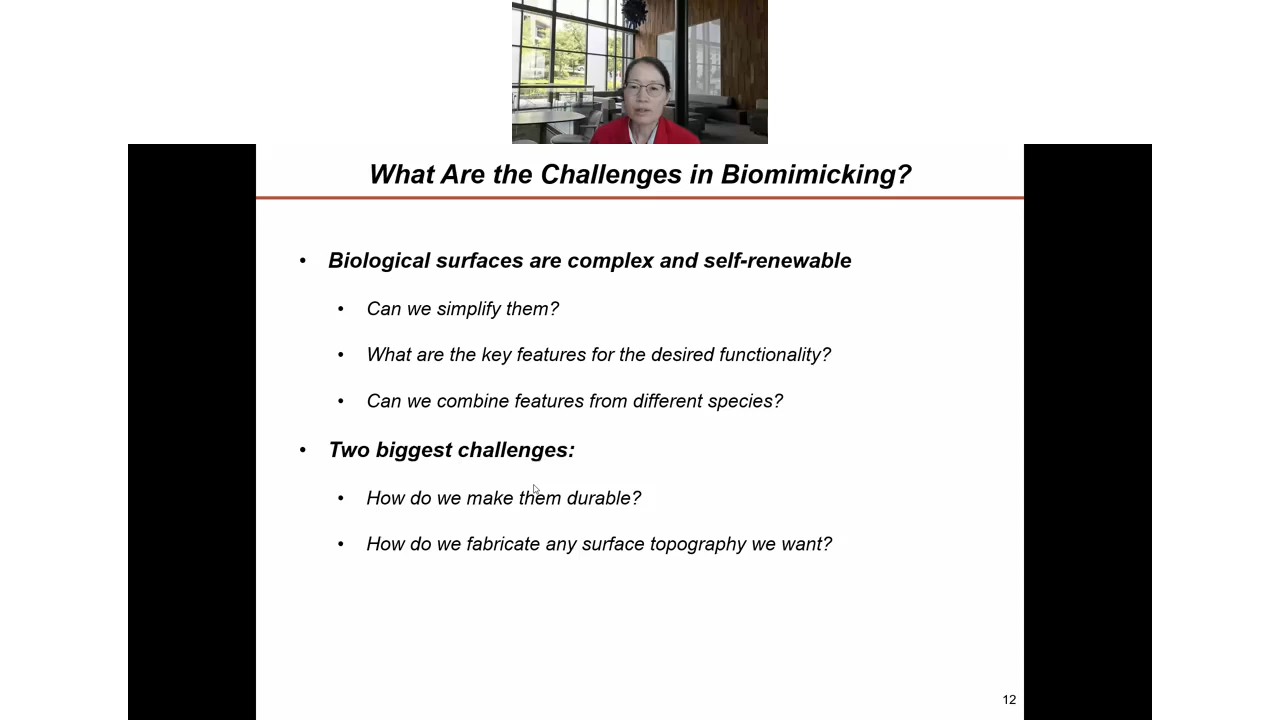 What Are the Challenges in Biomimicking?
• Biological surfaces are complex and self-renewable
• Can we simplify them?
• What are the key features for the desired functionality?
• Can we combine features from different species?
• Two biggest challenges:
• How do we make them durable?
• How do we fabricate any surface topography we want?
12